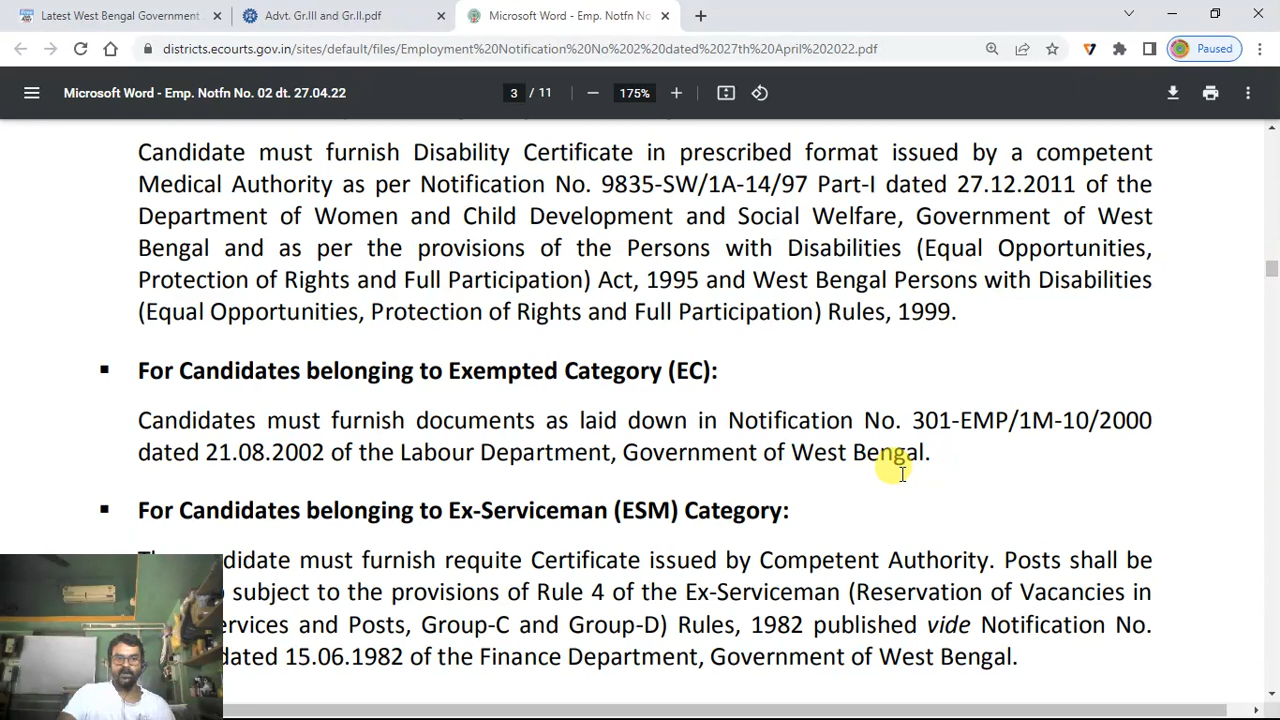 Latest West Bengal Government
Advt. Gr.III and Gr.II.pdf
Microsoft Word - Emp. Notfn No
districts.ecourts.gov.in/sites/default/files/Employment%20Notification%20No%202%20dated%2027th%20April%202022.pdf
Paused
Microsoft Word - Emp. Notfn No. 02 dt. 27.04.22
3 / 11
175%
Candidate must furnish Disability Certificate in prescribed format issued by a competent
Medical Authority as per Notification No. 9835-SW/1A-14/97 Part-I dated 27.12.2011 of the
Department of Women and Child Development and Social Welfare, Government of West
Bengal and as per the provisions of the Persons with Disabilities (Equal Opportunities,
Protection of Rights and Full Participation) Act, 1995 and West Bengal Persons with Disabilities
(Equal Opportunities, Protection of Rights and Full Participation) Rules, 1999.
▪ For Candidates belonging to Exempted Category (EC):
Candidates must furnish documents as laid down in Notification No. 301-EMP/1M-10/2000
dated 21.08.2002 of the Labour Department, Government of West Bengal.
▪ For Candidates belonging to Ex-Serviceman (ESM) Category:
must furnish requite Certificate issued by Competent Authority. Posts shall be
subject to the provisions of Rule 4 of the Ex-Serviceman (Reservation of Vacancies in
and Posts, Group-C and Group-D) Rules, 1982 published vide Notification No.
dated 15.06.1982 of the Finance Department, Government of West Bengal.